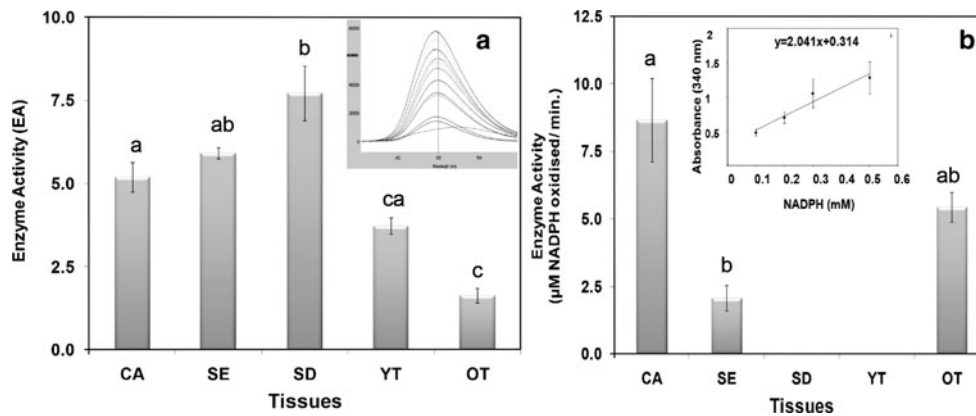 a
10.0
7.5
5.0
2.5
0.0
Enzyme Activity (EA)
a
ab
b
ca
c
CA SE SD YT OT
Tissues
b
12.5
10.0
7.5
5.0
2.5
0.0
Enzyme Activity
(µM NADPH oxidised/ min.)
a
b
ab
CA SE SD YT OT
Tissues
y=2.041x+0.314
2
1.5
1
0.5
Absorbance (340 nm)
0 0.1 0.2 0.3 0.4 0.5 0.6
NADPH (mM)